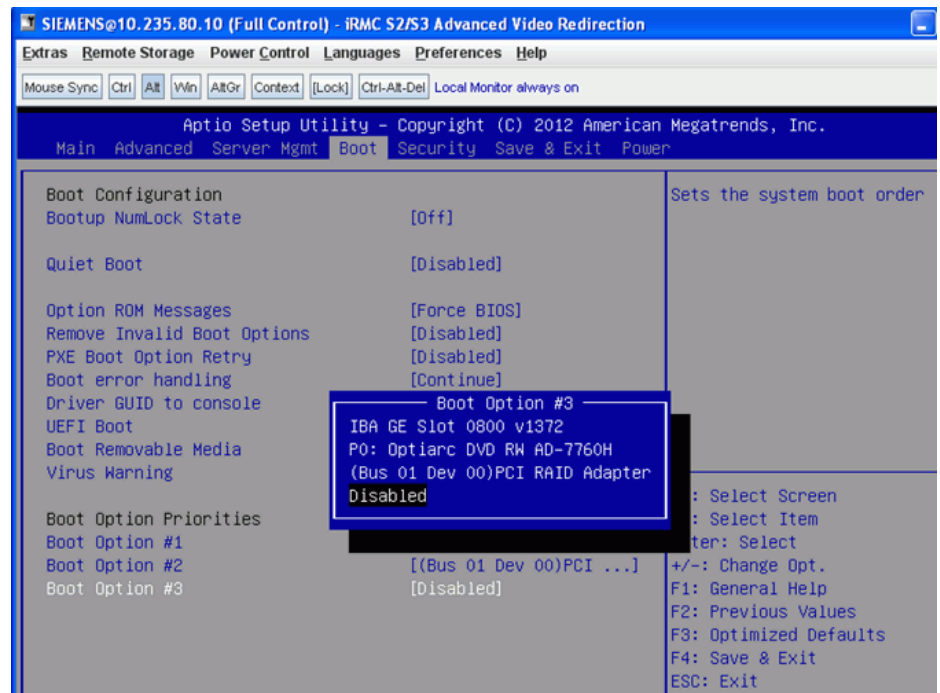 SIEMENS@10.235.80.10 (Full Control) - iRMC S2/S3 Advanced Video Redirection
Extras Remote Storage Power Control Languages Preferences Help
Mouse Sync Ctrl Alt Win AltGr Context [Lock] Ctrl-Alt-Del Local Monitor always on
Aptio Setup Utility – Copyright (C) 2012 American Megatrends, Inc.
Main Advanced Server Mgmt Boot Security Save & Exit Power
Boot Configuration
Bootup NumLock State [Off]
Quiet Boot [Disabled]
Option ROM Messages [Force BIOS]
Remove Invalid Boot Options [Disabled]
PXE Boot Option Retry [Disabled]
Boot error handling [Continue]
Driver GUID to console
UEFI Boot
Boot Removable Media
Virus Warning
Boot Option Priorities
Boot Option #1
Boot Option #2 [(Bus 01 Dev 00)PCI ...]
Boot Option #3 [Disabled]
Boot Option #3
IBA GE Slot 0800 v1372
PO: Optiarc DVD RW AD-7760H
(Bus 01 Dev 00)PCI RAID Adapter
Disabled
Sets the system boot order
: Select Screen
: Select Item
ter: Select
+/-: Change Opt.
F1: General Help
F2: Previous Values
F3: Optimized Defaults
F4: Save & Exit
ESC: Exit